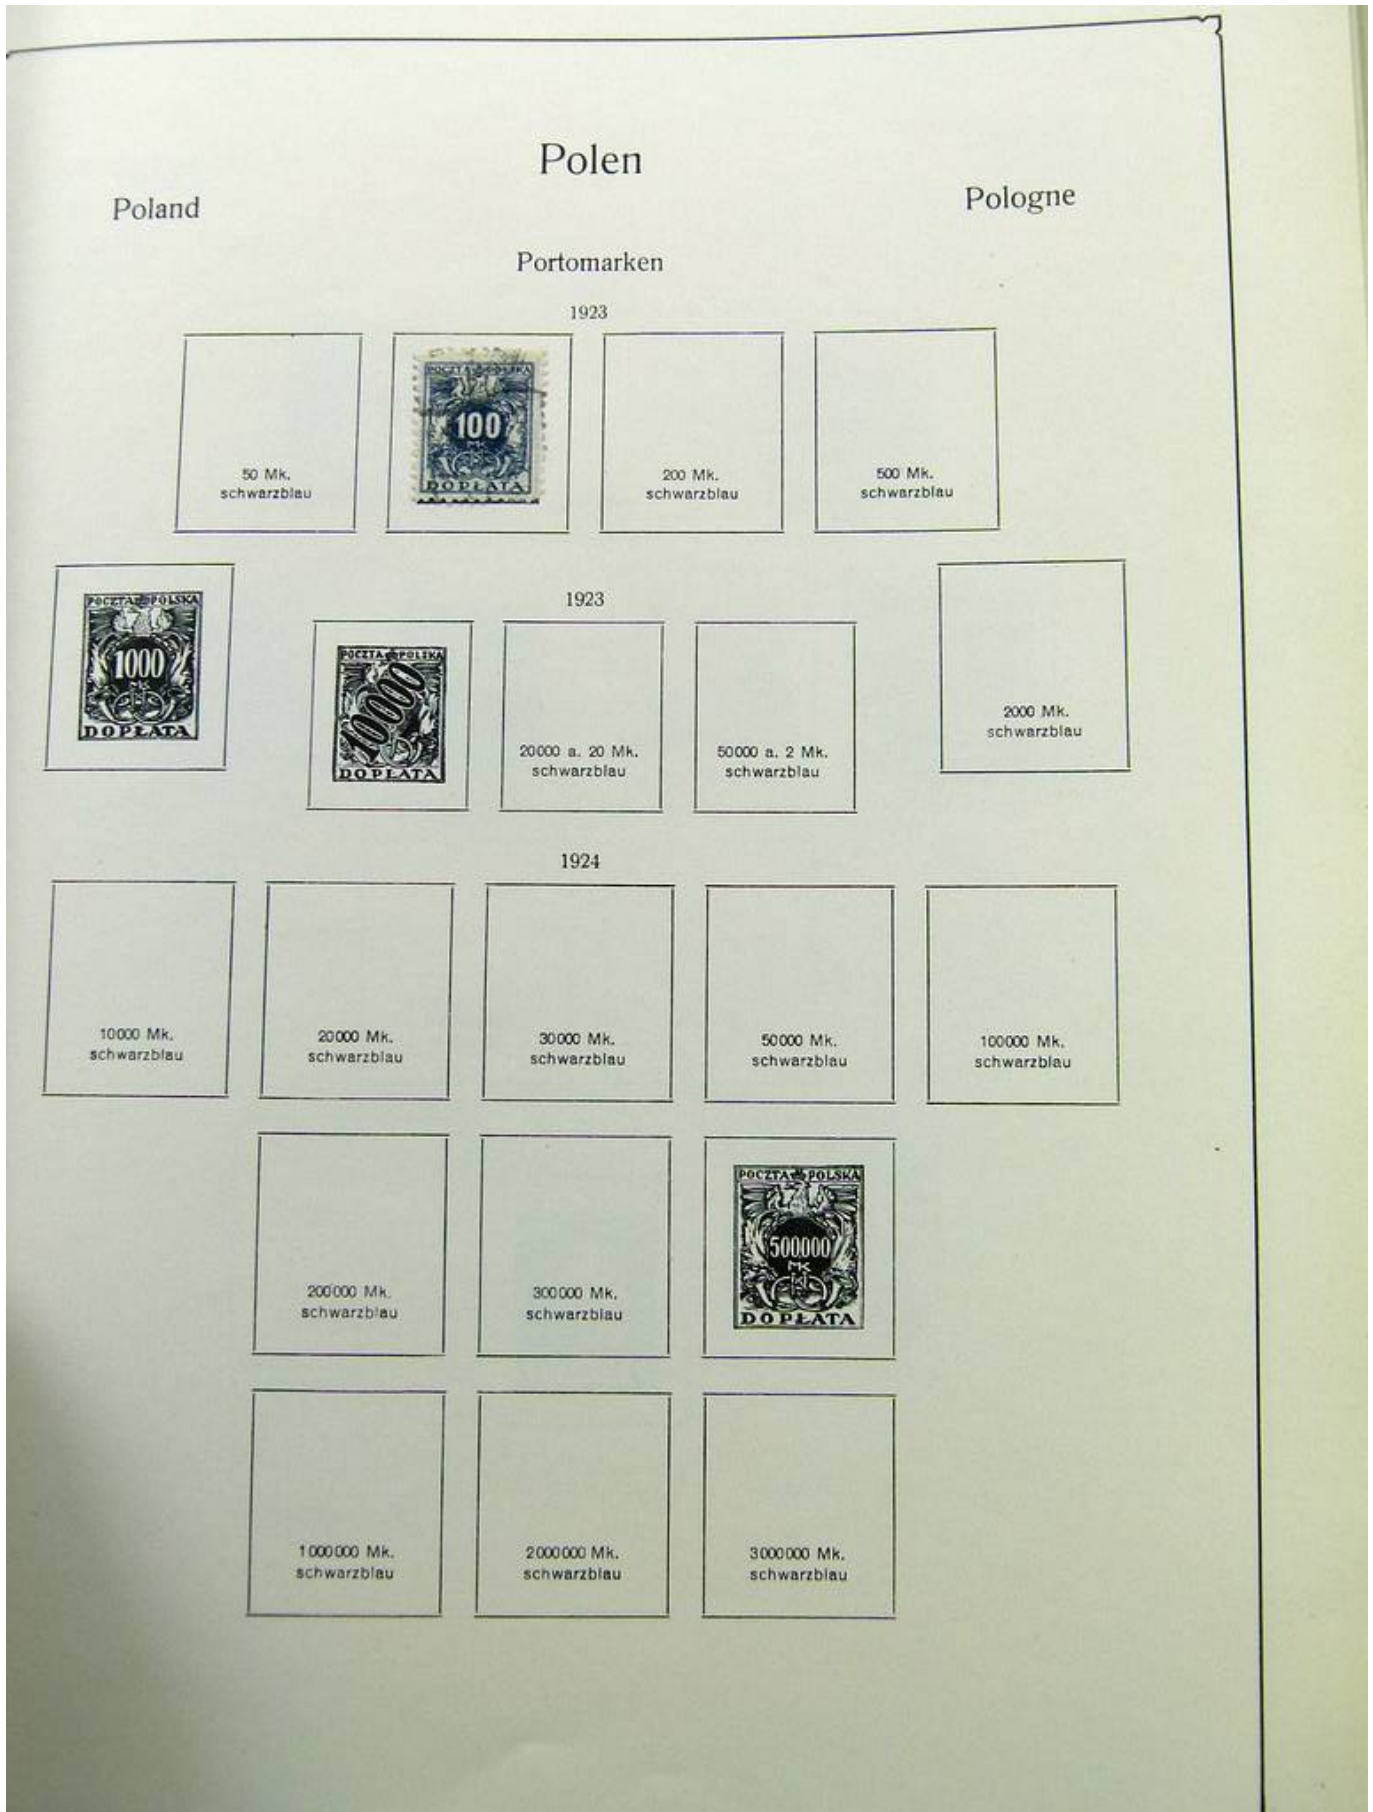 Polen
Poland
Pologne
Portomarken
1923
50 Mk.
schwarzblau
POCZTA POLSKA
100
MK
DOPŁATA
200 Mk.
schwarzblau
500 Mk.
schwarzblau
POCZTA POLSKA
1000
MK
DOPŁATA
1923
POCZTA POLSKA
10000
DOPŁATA
20000 a. 20 Mk.
schwarzblau
50000 a. 2 Mk.
schwarzblau
2000 Mk.
schwarzblau
1924
10000 Mk.
schwarzblau
20000 Mk.
schwarzblau
30000 Mk.
schwarzblau
50000 Mk.
schwarzblau
100000 Mk.
schwarzblau
200000 Mk.
schwarzblau
300000 Mk.
schwarzblau
POCZTA POLSKA
500000
MK
DOPŁATA
1000000 Mk.
schwarzblau
2000000 Mk.
schwarzblau
3000000 Mk.
schwarzblau